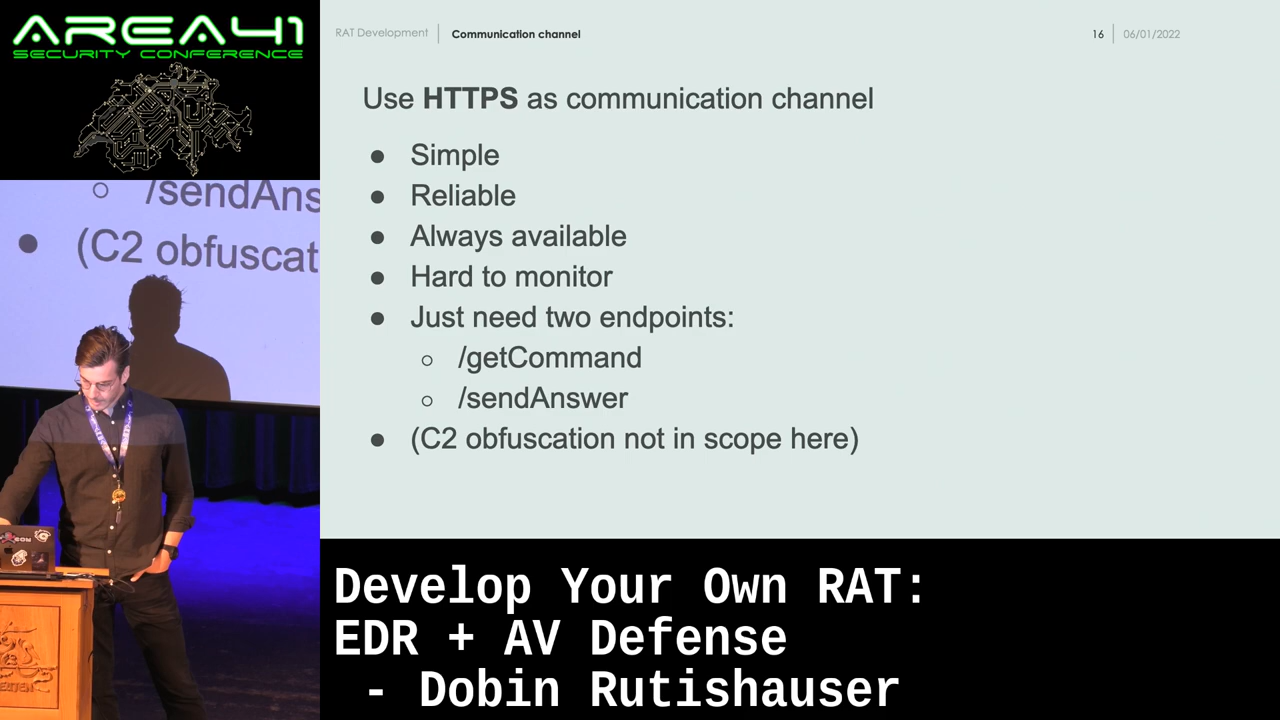 AREA41
SECURITY CONFERENCE
RAT Development
Communication channel
16
06/01/2022
Use HTTPS as communication channel
● Simple
● Reliable
● Always available
● Hard to monitor
● Just need two endpoints:
○ /getCommand
○ /sendAnswer
● (C2 obfuscation not in scope here)
○ /sendAns
● (C2 obfuscat
Develop Your Own RAT:
EDR + AV Defense
- Dobin Rutishauser